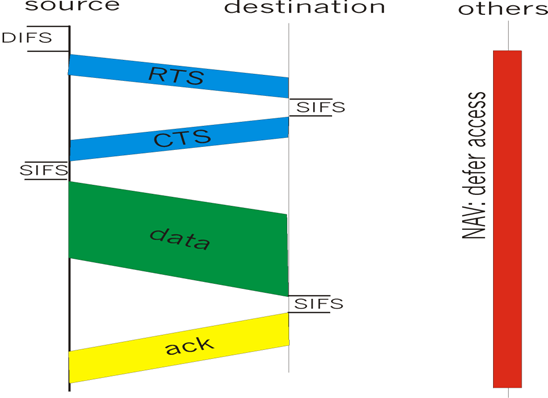 source
destination
others
DIFS
RTS
SIFS
CTS
SIFS
data
SIFS
ack
NAV: defer access